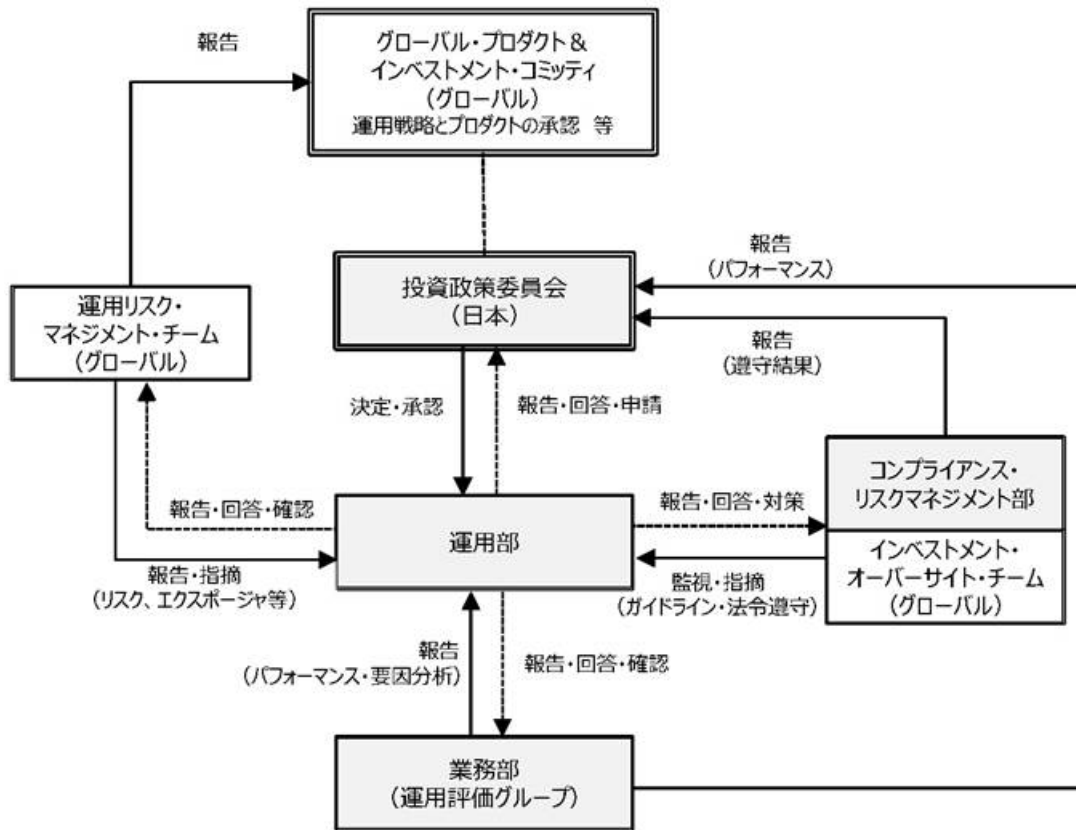 報告
グローバル・プロダクト＆
インベストメント・コミッティ
（グローバル）
運用戦略とプロダクトの承認　等
報告
（パフォーマンス）
投資政策委員会
（日本）
運用リスク・
マネジメント・チーム
（グローバル）
報告
（遵守結果）
決定・承認
報告・回答・申請
コンプライアンス・
リスクマネジメント部
インベストメント・
オーバーサイト・チーム
（グローバル）
報告・回答・確認
運用部
報告・回答・対策
報告・指摘
（リスク、エクスポージャ等）
監視・指摘
（ガイドライン・法令遵守）
報告
（パフォーマンス・要因分析）
報告・回答・確認
業務部
（運用評価グループ）